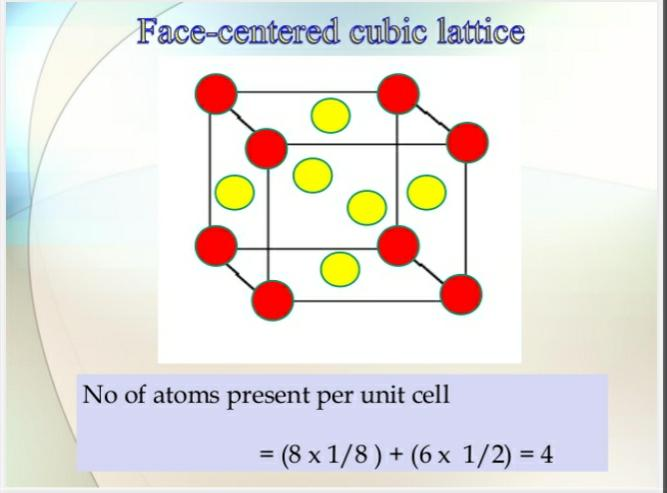 Face-centered cubic lattice
No of atoms present per unit cell
= (8 x 1/8 ) + (6 x 1/2) = 4